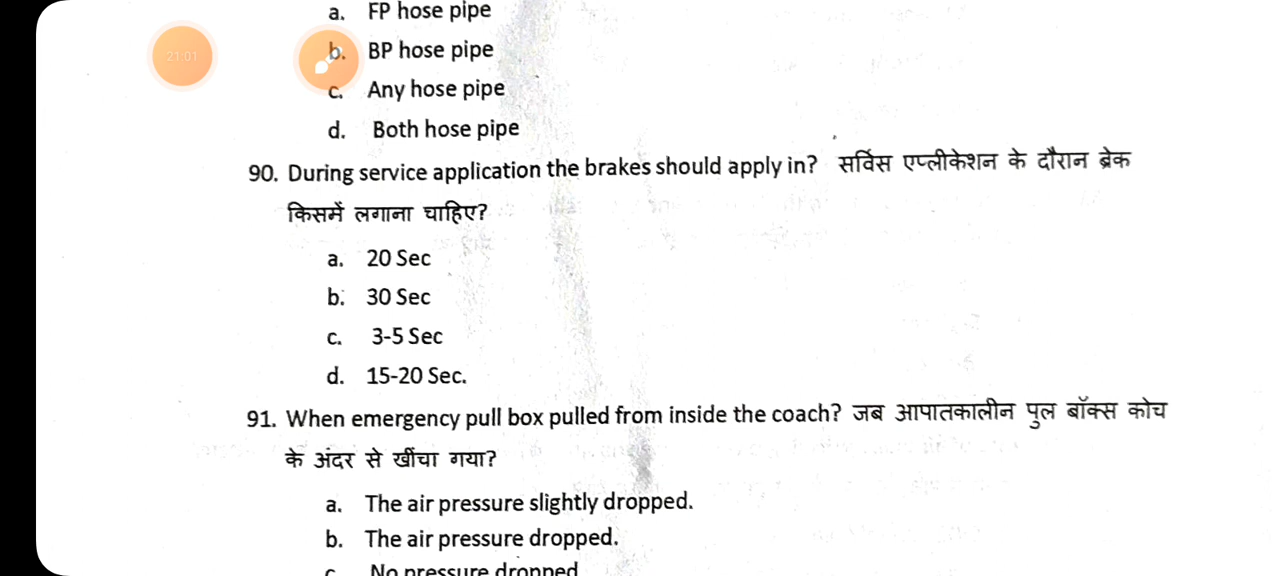 a. FP hose pipe
21:01
b. BP hose pipe
c. Any hose pipe
d. Both hose pipe
90. During service application the brakes should apply in? सर्विस एप्लीकेशन के दौरान ब्रेक
किसमें लगाना चाहिए?
a. 20 Sec
b. 30 Sec
c. 3-5 Sec
d. 15-20 Sec.
91. When emergency pull box pulled from inside the coach? जब आपातकालीन पुल बॉक्स कोच
के अंदर से खींचा गया?
a. The air pressure slightly dropped.
b. The air pressure dropped.
c. No pressure dropped